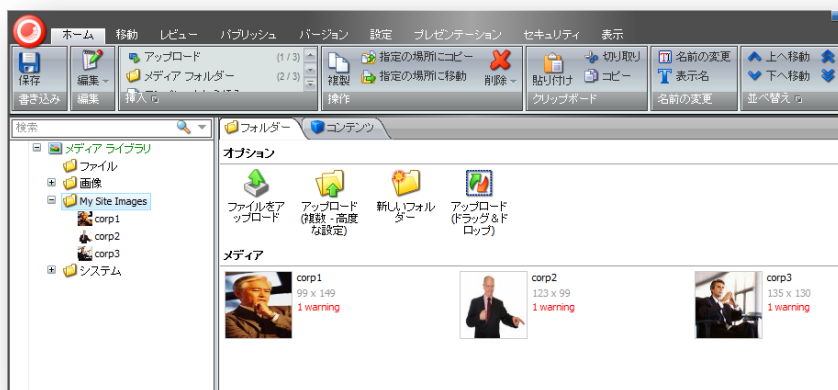 ホーム 移動 レビュー パブリッシュ バージョン 設定 プレゼンテーション セキュリティ 表示
保存
書き込み
編集
編集
アップロード (1/3)
メディア フォルダー (2/3)
挿入
複製
指定の場所にコピー
指定の場所に移動
削除
操作
貼り付け
切り取り
コピー
クリップボード
名前の変更
表示名
名前の変更
上へ移動
下へ移動
並べ替え
検索
メディア ライブラリ
ファイル
画像
My Site Images
corp1
corp2
corp3
システム
フォルダー コンテンツ
オプション
ファイルをア
ップロード
アップロード
(複数 - 高度
な設定)
新しいフォル
ダー
アップロード
(ドラッグ & ド
ロップ)
メディア
corp1
99 x 149
1 warning
corp2
123 x 99
1 warning
corp3
135 x 130
1 warning